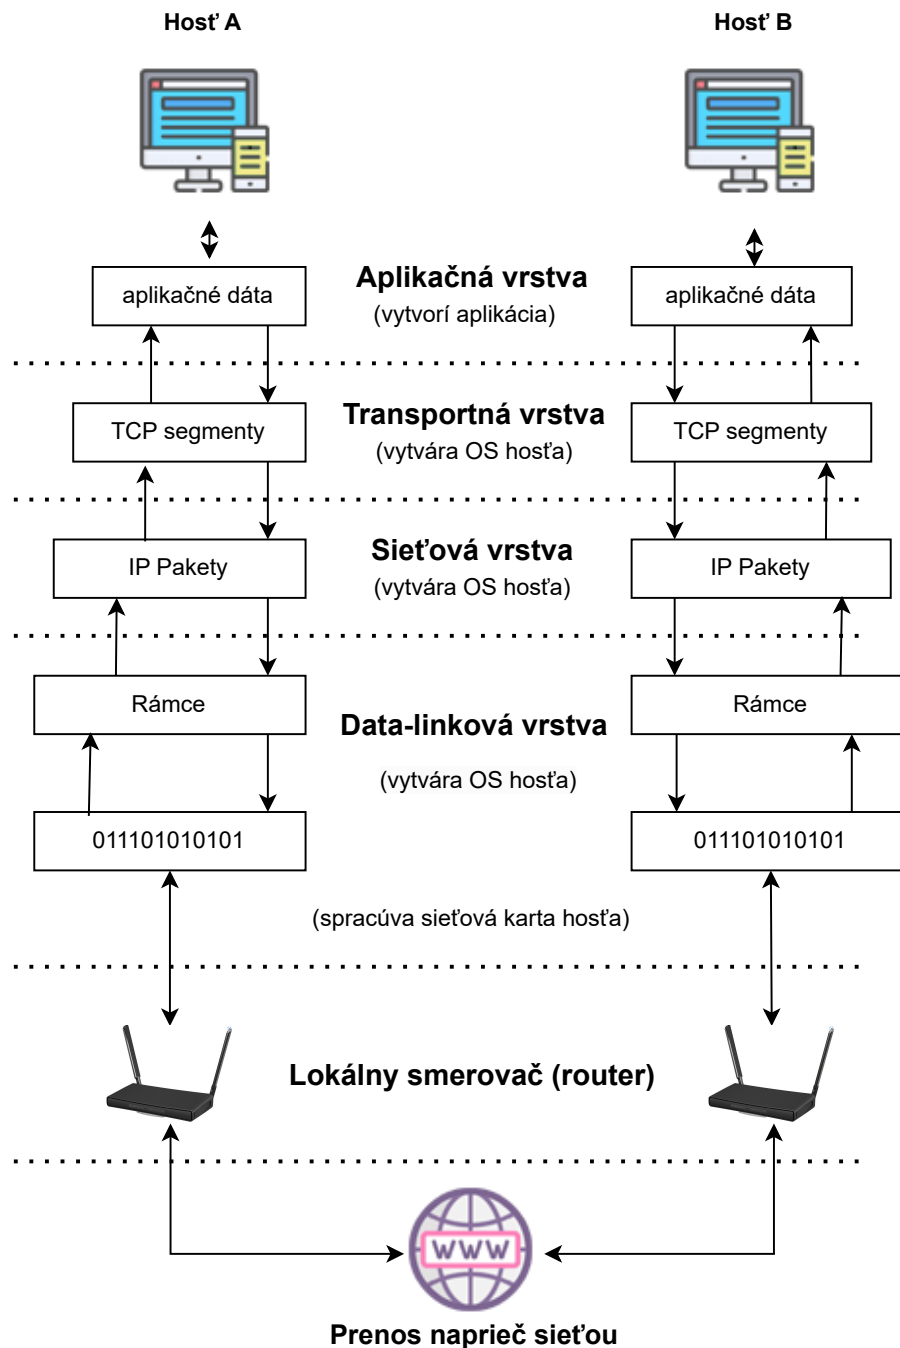 Hosť A
Hosť B
aplikačné dáta
Aplikačná vrstva
(vytvorí aplikácia)
aplikačné dáta
TCP segmenty
Transportná vrstva
(vytvára OS hosťa)
TCP segmenty
IP Pakety
Sieťová vrstva
(vytvára OS hosťa)
IP Pakety
Rámce
Data-linková vrstva
(vytvára OS hosťa)
Rámce
011101010101
011101010101
(spracúva sieťová karta hosťa)
Lokálny smerovač (router)
WWW
Prenos naprieč sieťou